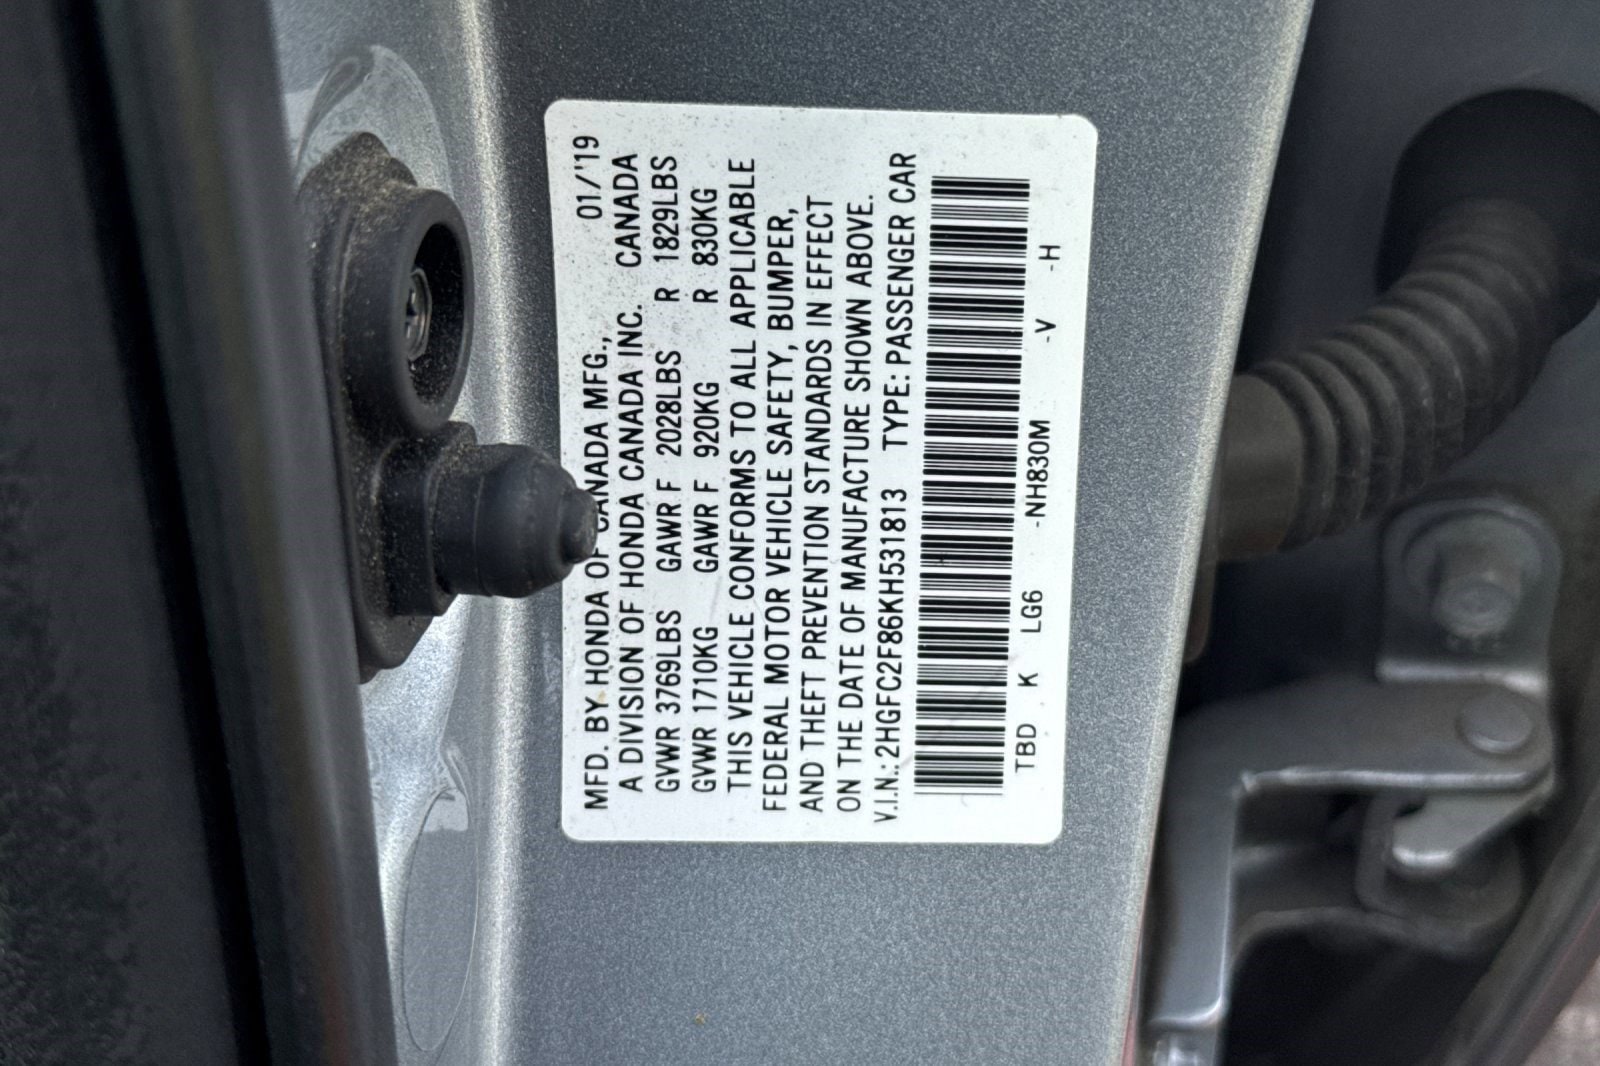 01/'19
MFD. BY HONDA OF CANADA MFG.,
A DIVISION OF HONDA CANADA INC. CANADA
GVWR 3769LBS GAWR F 2028LBS R 1829LBS
GVWR 1710KG GAWR F 920KG R 830KG
THIS VEHICLE CONFORMS TO ALL APPLICABLE
FEDERAL MOTOR VEHICLE SAFETY, BUMPER,
AND THEFT PREVENTION STANDARDS IN EFFECT
ON THE DATE OF MANUFACTURE SHOWN ABOVE.
V.I.N.: 2HGFC2F86KH531813 TYPE: PASSENGER CAR
TBD K LG6 -NH830M -V -H